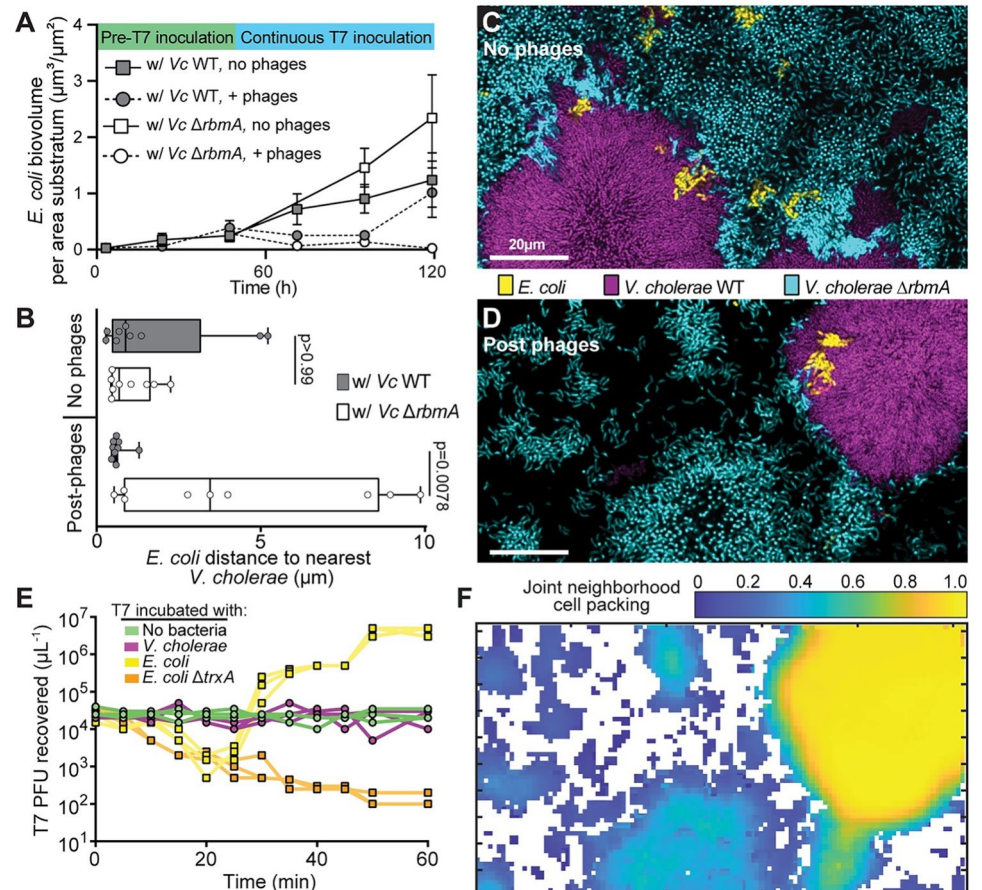 A
E. coli biovolume
per area substratum (μm³/μm²)
4
3
2
1
0
Pre-T7 inoculation
Continuous T7 inoculation
w/ Vc WT, no phages
w/ Vc WT, + phages
w/ Vc ΔrbmA, no phages
w/ Vc ΔrbmA, + phages
0
60
120
Time (h)
B
No phages
Post-phages
p>0.99
w/ Vc WT
w/ Vc ΔrbmA
p=0.0078
0
5
10
E. coli distance to nearest
V. cholerae (μm)
C
No phages
20μm
E. coli
V. cholerae WT
V. cholerae ΔrbmA
D
Post phages
E
T7 PFU recovered (μL⁻¹)
10⁷
10⁶
10⁵
10⁴
10³
10²
10¹
T7 incubated with:
No bacteria
V. cholerae
E. coli
E. coli ΔtrxA
0
20
40
60
Time (min)
F
Joint neighborhood
cell packing
0 0.2 0.4 0.6 0.8 1.0